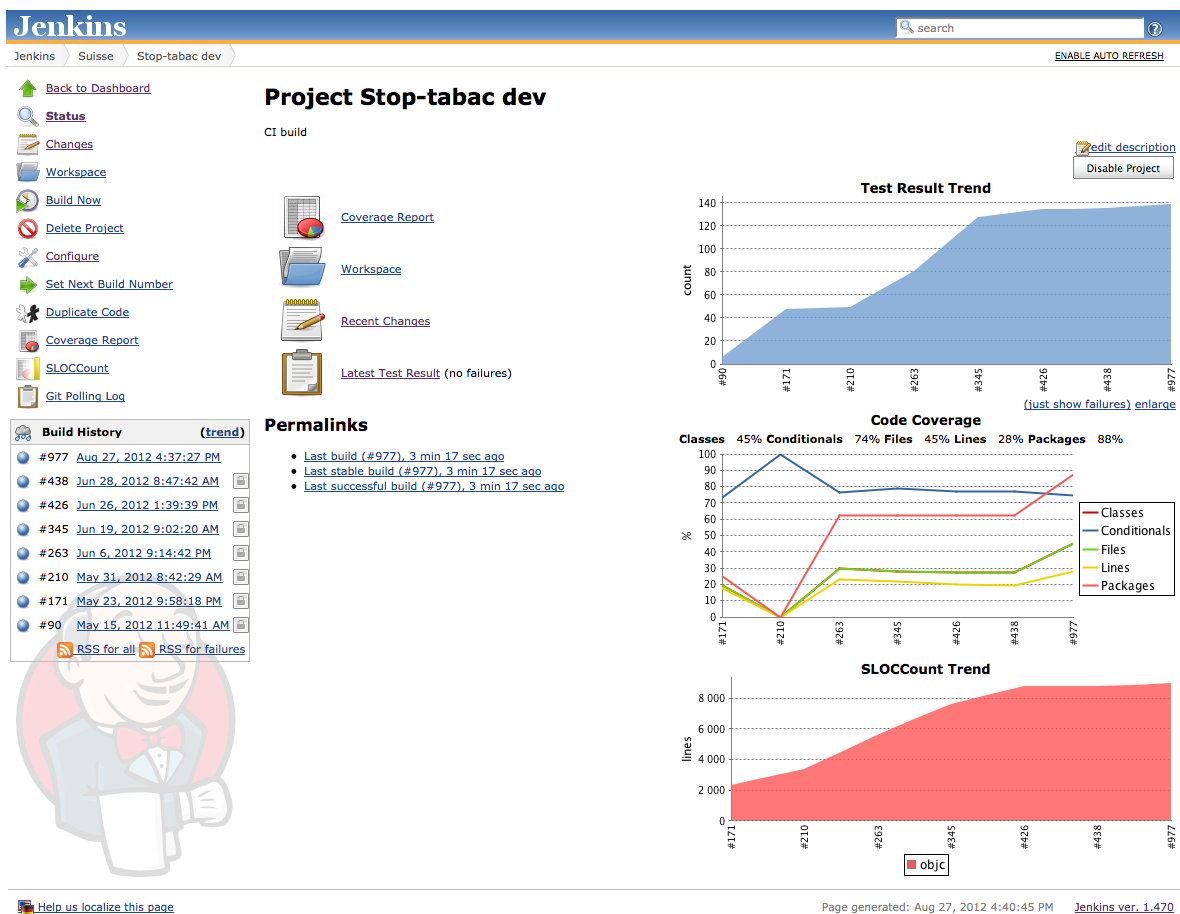 Jenkins
search
Jenkins Suisse Stop-tabac dev
ENABLE AUTO REFRESH
Back to Dashboard
Status
Changes
Workspace
Build Now
Delete Project
Configure
Set Next Build Number
Duplicate Code
Coverage Report
SLOCCount
Git Polling Log
Build History (trend)
#977 Aug 27, 2012 4:37:27 PM
#438 Jun 28, 2012 8:47:42 AM
#426 Jun 26, 2012 1:39:39 PM
#345 Jun 19, 2012 9:02:20 AM
#263 Jun 6, 2012 9:14:42 PM
#210 May 31, 2012 8:42:29 AM
#171 May 23, 2012 9:58:18 PM
#90 May 15, 2012 11:49:41 AM
RSS for all RSS for failures
Project Stop-tabac dev
CI build
edit description
Disable Project
Coverage Report
Workspace
Recent Changes
Latest Test Result (no failures)
Permalinks
Last build (#977), 3 min 17 sec ago
Last stable build (#977), 3 min 17 sec ago
Last successful build (#977), 3 min 17 sec ago
Test Result Trend
count
140
120
100
80
60
40
20
0
#90 #171 #210 #263 #345 #426 #438 #977
(just show failures) enlarge
Code Coverage
Classes 45% Conditionals 74% Files 45% Lines 28% Packages 88%
%
100
90
80
70
60
50
40
30
20
10
0
#171 #210 #263 #345 #426 #438 #977
Classes
Conditionals
Files
Lines
Packages
SLOCCount Trend
lines
8 000
6 000
4 000
2 000
0
#171 #210 #263 #345 #426 #438 #977
objc
Help us localize this page
Page generated: Aug 27, 2012 4:40:45 PM Jenkins ver. 1.470